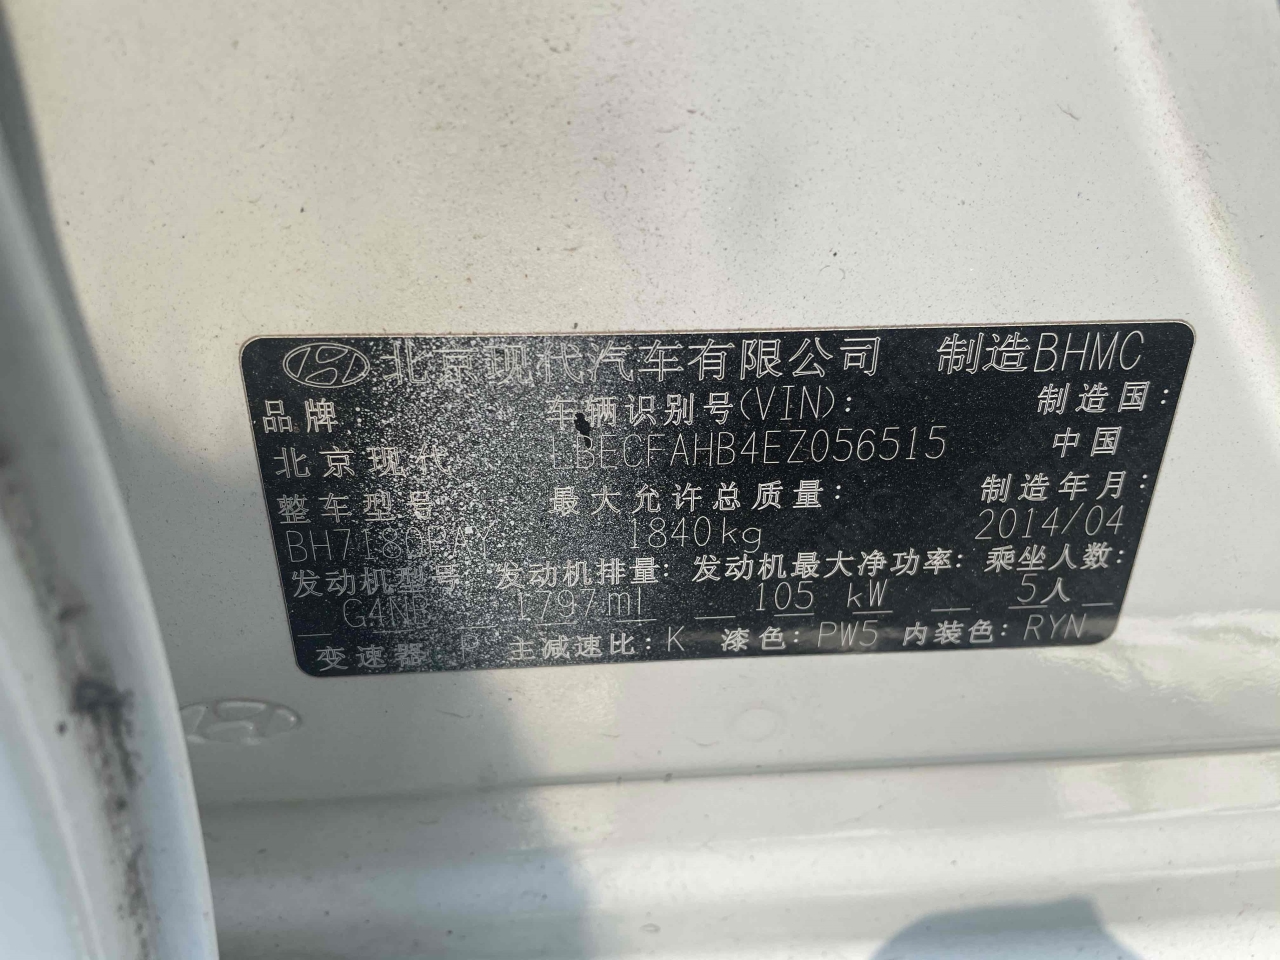 北京现代汽车有限公司 制造BHMC
品牌: 车辆识别号(VIN): 制造国:
北京现代 LBECFAHB4EZ056515 中国
整车型号: 最大允许总质量: 制造年月:
1840kg 2014/04
发动机型号: 发动机排量: 发动机最大净功率: 乘坐人数:
G4NB 1797ml 105 kW 5人
变速器: P 主减速比: K 漆色: PW5 内装色: RYN